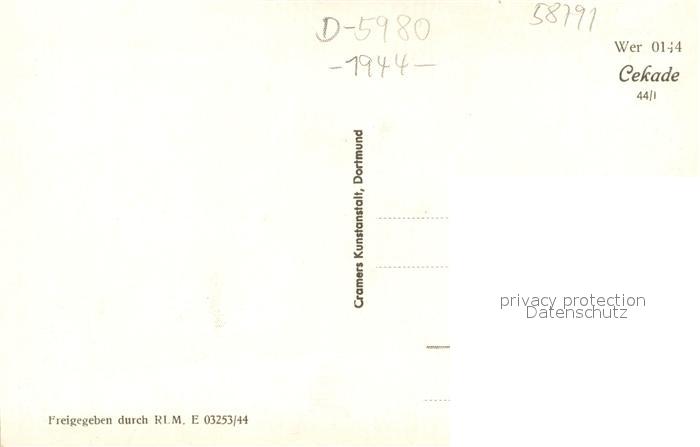 D-5980
-1944-
58791
Wer 0144
Cekade
44/I
Cramers Kunstanstalt, Dortmund
privacy protection
Datenschutz
Freigegeben durch RLM, E 03253/44